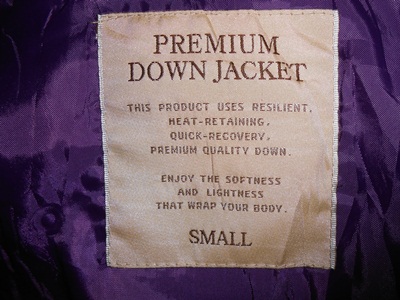 PREMIUM
DOWN JACKET
THIS PRODUCT USES RESILIENT,
HEAT-RETAINING,
QUICK-RECOVERY,
PREMIUM QUALITY DOWN.
ENJOY THE SOFTNESS
AND LIGHTNESS
THAT WRAP YOUR BODY.
SMALL